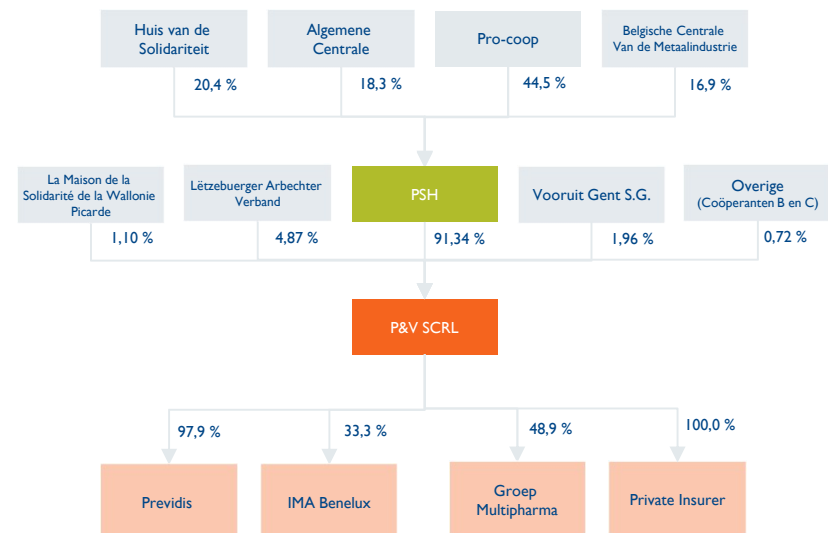 Huis van de
Solidariteit
Algemene
Centrale
Pro-coop
Belgische Centrale
Van de Metaalindustrie
20,4 %
18,3 %
44,5 %
16,9 %
La Maison de la
Solidarité de la Wallonie
Picarde
Lëtzebuerger Arbechter
Verband
PSH
Vooruit Gent S.G.
Overige
(Coöperanten B en C)
1,10 %
4,87 %
91,34 %
1,96 %
0,72 %
P&V SCRL
97,9 %
33,3 %
48,9 %
100,0 %
Previdis
IMA Benelux
Groep
Multipharma
Private Insurer